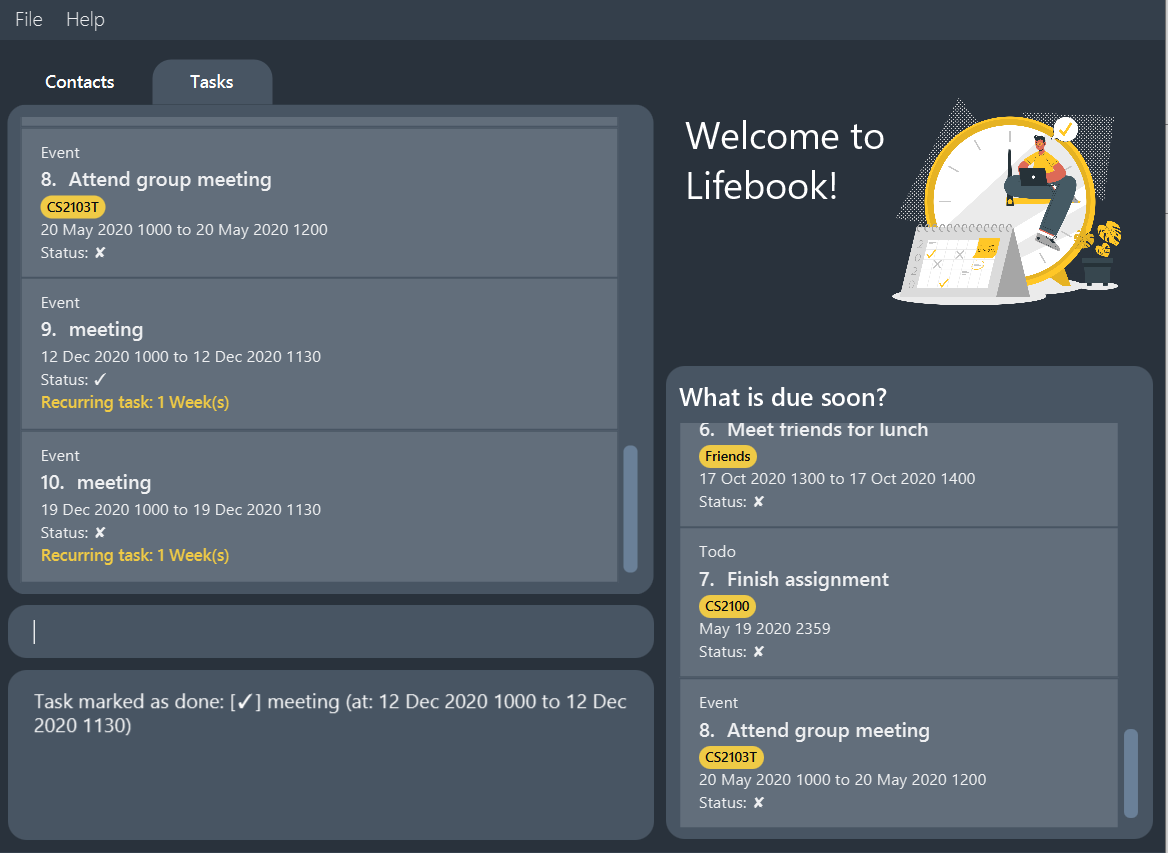 File Help
Contacts Tasks
Event
8. Attend group meeting
CS2103T
20 May 2020 1000 to 20 May 2020 1200
Status: ✘
Event
9. meeting
12 Dec 2020 1000 to 12 Dec 2020 1130
Status: ✓
Recurring task: 1 Week(s)
Event
10. meeting
19 Dec 2020 1000 to 19 Dec 2020 1130
Status: ✘
Recurring task: 1 Week(s)
Task marked as done: [✓] meeting (at: 12 Dec 2020 1000 to 12 Dec
2020 1130)
Welcome to
Lifebook!
2020
What is due soon?
6. Meet friends for lunch
Friends
17 Oct 2020 1300 to 17 Oct 2020 1400
Status: ✘
Todo
7. Finish assignment
CS2100
May 19 2020 2359
Status: ✘
Event
8. Attend group meeting
CS2103T
20 May 2020 1000 to 20 May 2020 1200
Status: ✘